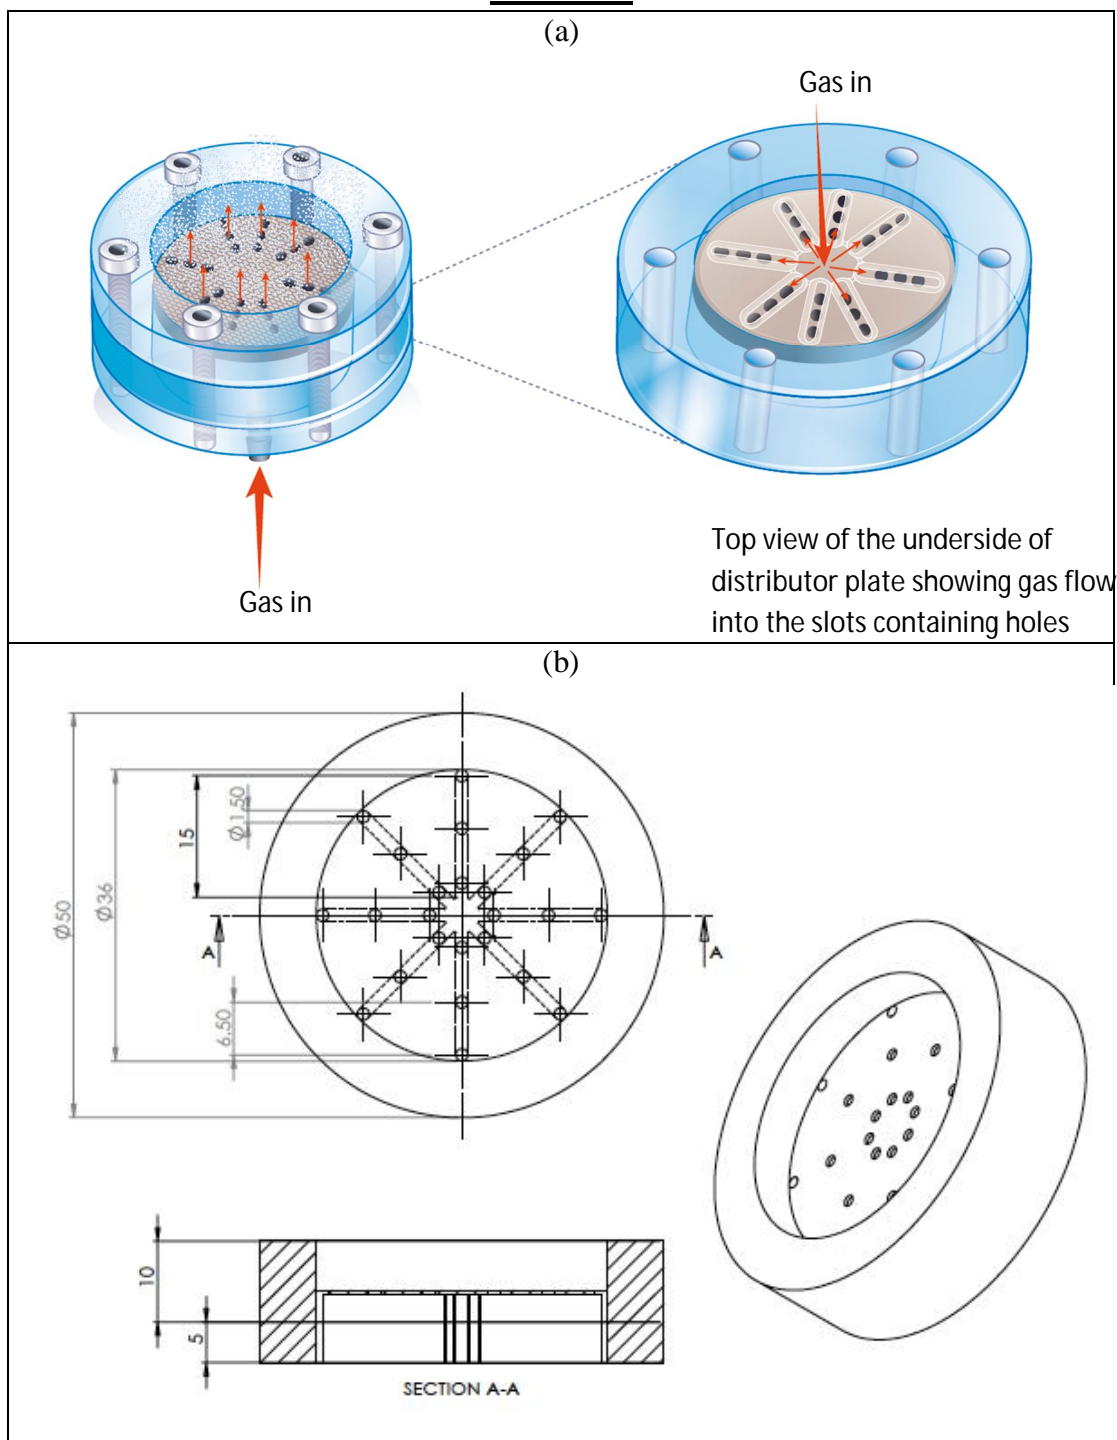 (a)
Gas in
Gas in
Top view of the underside of
distributor plate showing gas flow
into the slots containing holes
(b)
Ø50
Ø36
15
Ø1.50
6.50
A
A
10
5
SECTION A-A